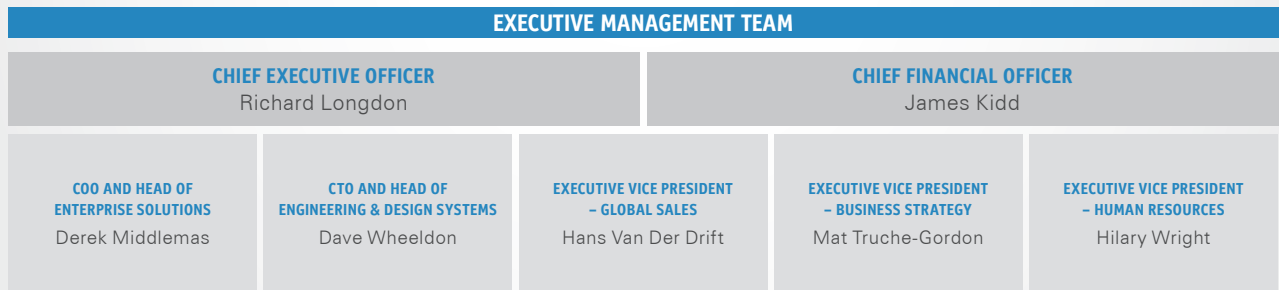 EXECUTIVE MANAGEMENT TEAM
CHIEF EXECUTIVE OFFICER
Richard Longdon
CHIEF FINANCIAL OFFICER
James Kidd
COO AND HEAD OF
ENTERPRISE SOLUTIONS
Derek Middlemas
CTO AND HEAD OF
ENGINEERING & DESIGN SYSTEMS
Dave Wheeldon
EXECUTIVE VICE PRESIDENT
– GLOBAL SALES
Hans Van Der Drift
EXECUTIVE VICE PRESIDENT
– BUSINESS STRATEGY
Mat Truche-Gordon
EXECUTIVE VICE PRESIDENT
– HUMAN RESOURCES
Hilary Wright